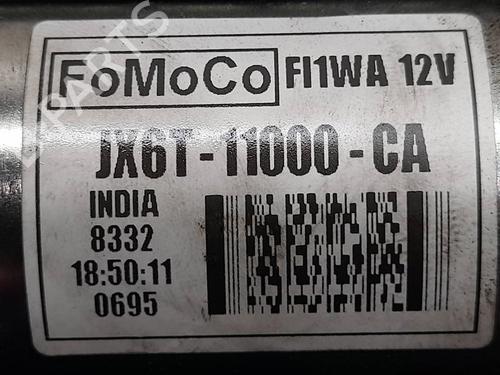 FoMoCo FI1WA 12V
JX6T-11000-CA
INDIA
8332
18:50:11
0695